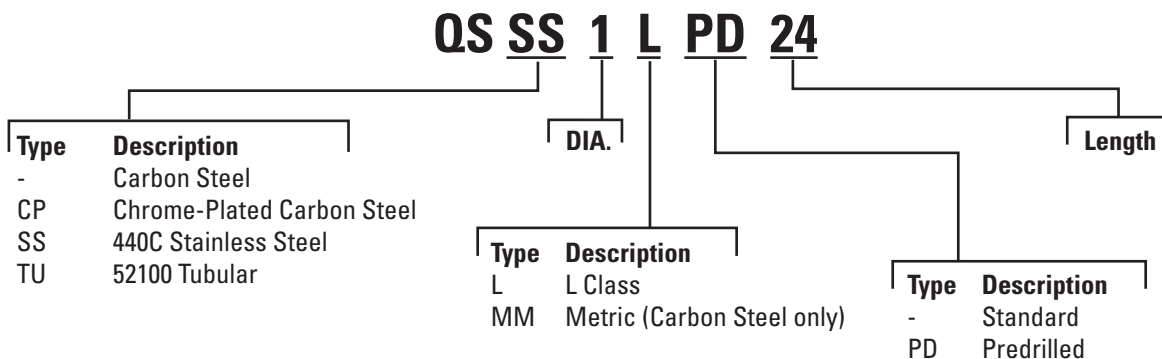 QS SS 1 L PD 24
Type Description
- Carbon Steel
CP Chrome-Plated Carbon Steel
SS 440C Stainless Steel
TU 52100 Tubular
DIA.
Type Description
L L Class
MM Metric (Carbon Steel only)
Type Description
- Standard
PD Predrilled
Length